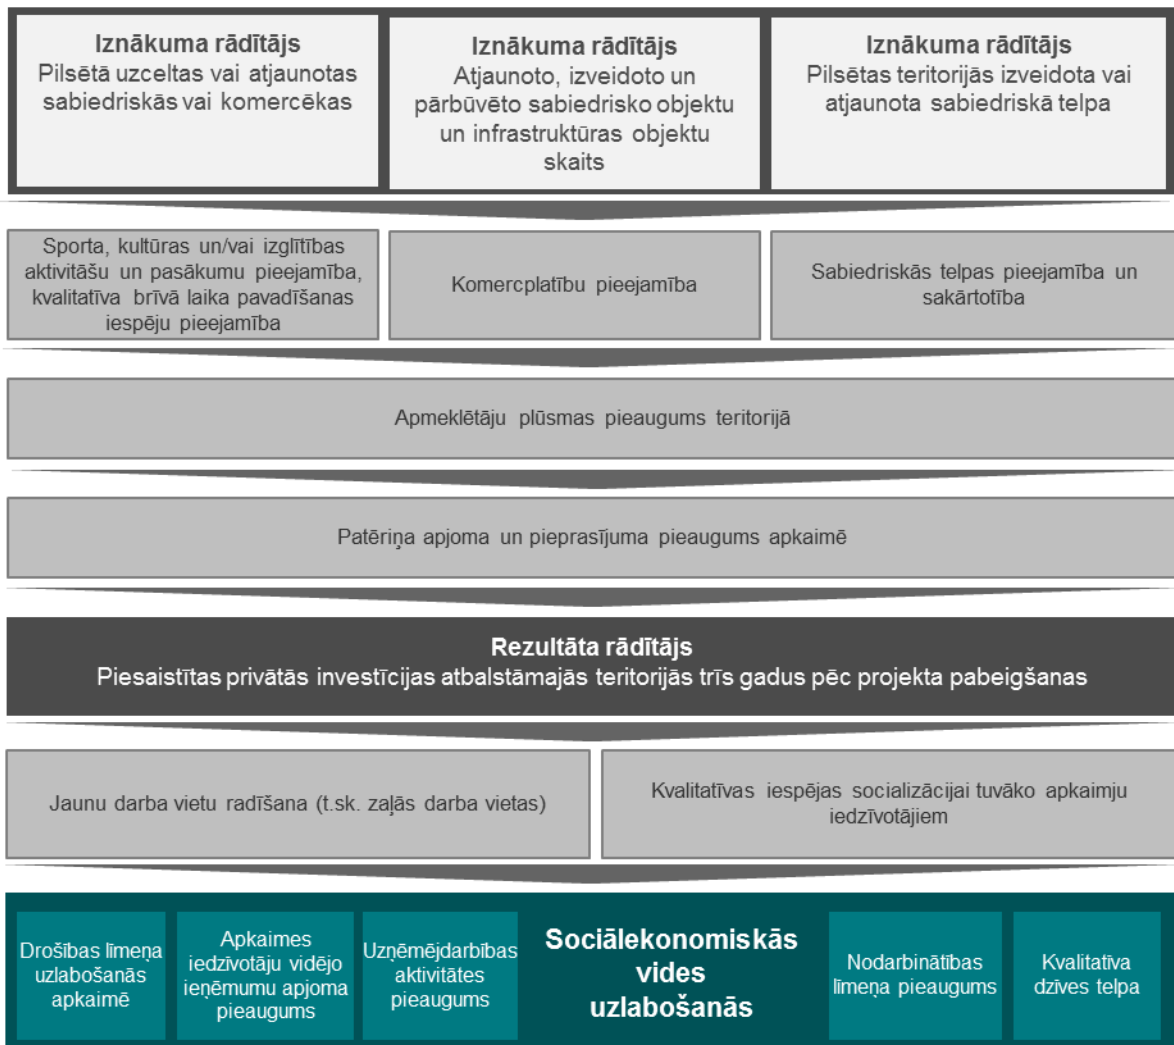 Iznākuma rādītājs
Pilsētā uzceltas vai atjaunotas
sabiedriskās vai komercēkas
Iznākuma rādītājs
Atjaunoto, izveidoto un
pārbūvēto sabiedrisko objektu
un infrastruktūras objektu
skaits
Iznākuma rādītājs
Pilsētas teritorijās izveidota vai
atjaunota sabiedriskā telpa
Sporta, kultūras un/vai izglītības
aktivitāšu un pasākumu pieejamība,
kvalitatīva brīvā laika pavadīšanas
iespēju pieejamība
Komercplatību pieejamība
Sabiedriskās telpas pieejamība un
sakārtotība
Apmeklētāju plūsmas pieaugums teritorijā
Patēriņa apjoma un pieprasījuma pieaugums apkaimē
Rezultāta rādītājs
Piesaistītas privātās investīcijas atbalstāmajās teritorijās trīs gadus pēc projekta pabeigšanas
Jaunu darba vietu radīšana (t.sk. zaļās darba vietas)
Kvalitatīvas iespējas socializācijai tuvāko apkaimju
iedzīvotājiem
Drošības līmeņa
uzlabošanās
apkaimē
Apkaimes
iedzīvotāju vidējo
ieņēmumu apjoma
pieaugums
Uzņēmējdarbības
aktivitātes
pieaugums
Sociālekonomiskās
vides
uzlabošanās
Nodarbinātības
līmeņa pieaugums
Kvalitatīva
dzīves telpa